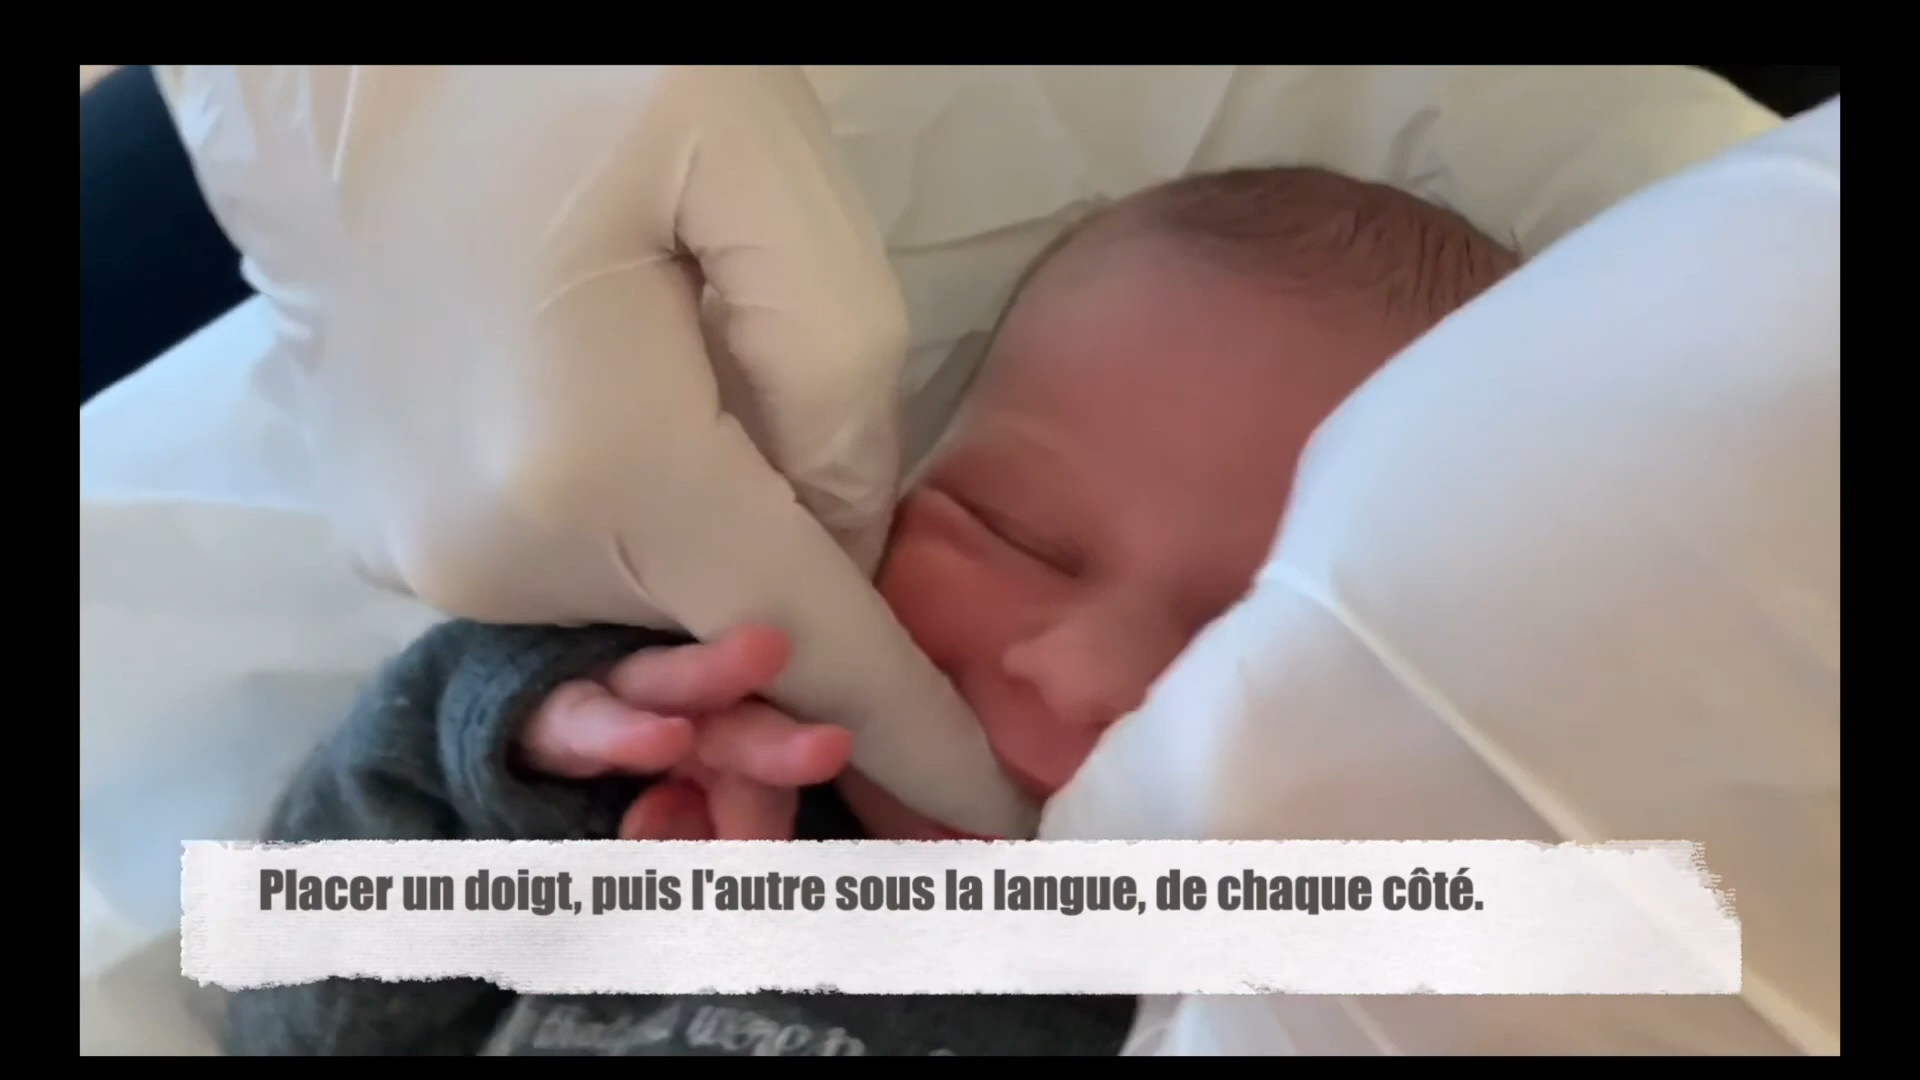 Placer un doigt, puis l'autre sous la langue, de chaque côté.